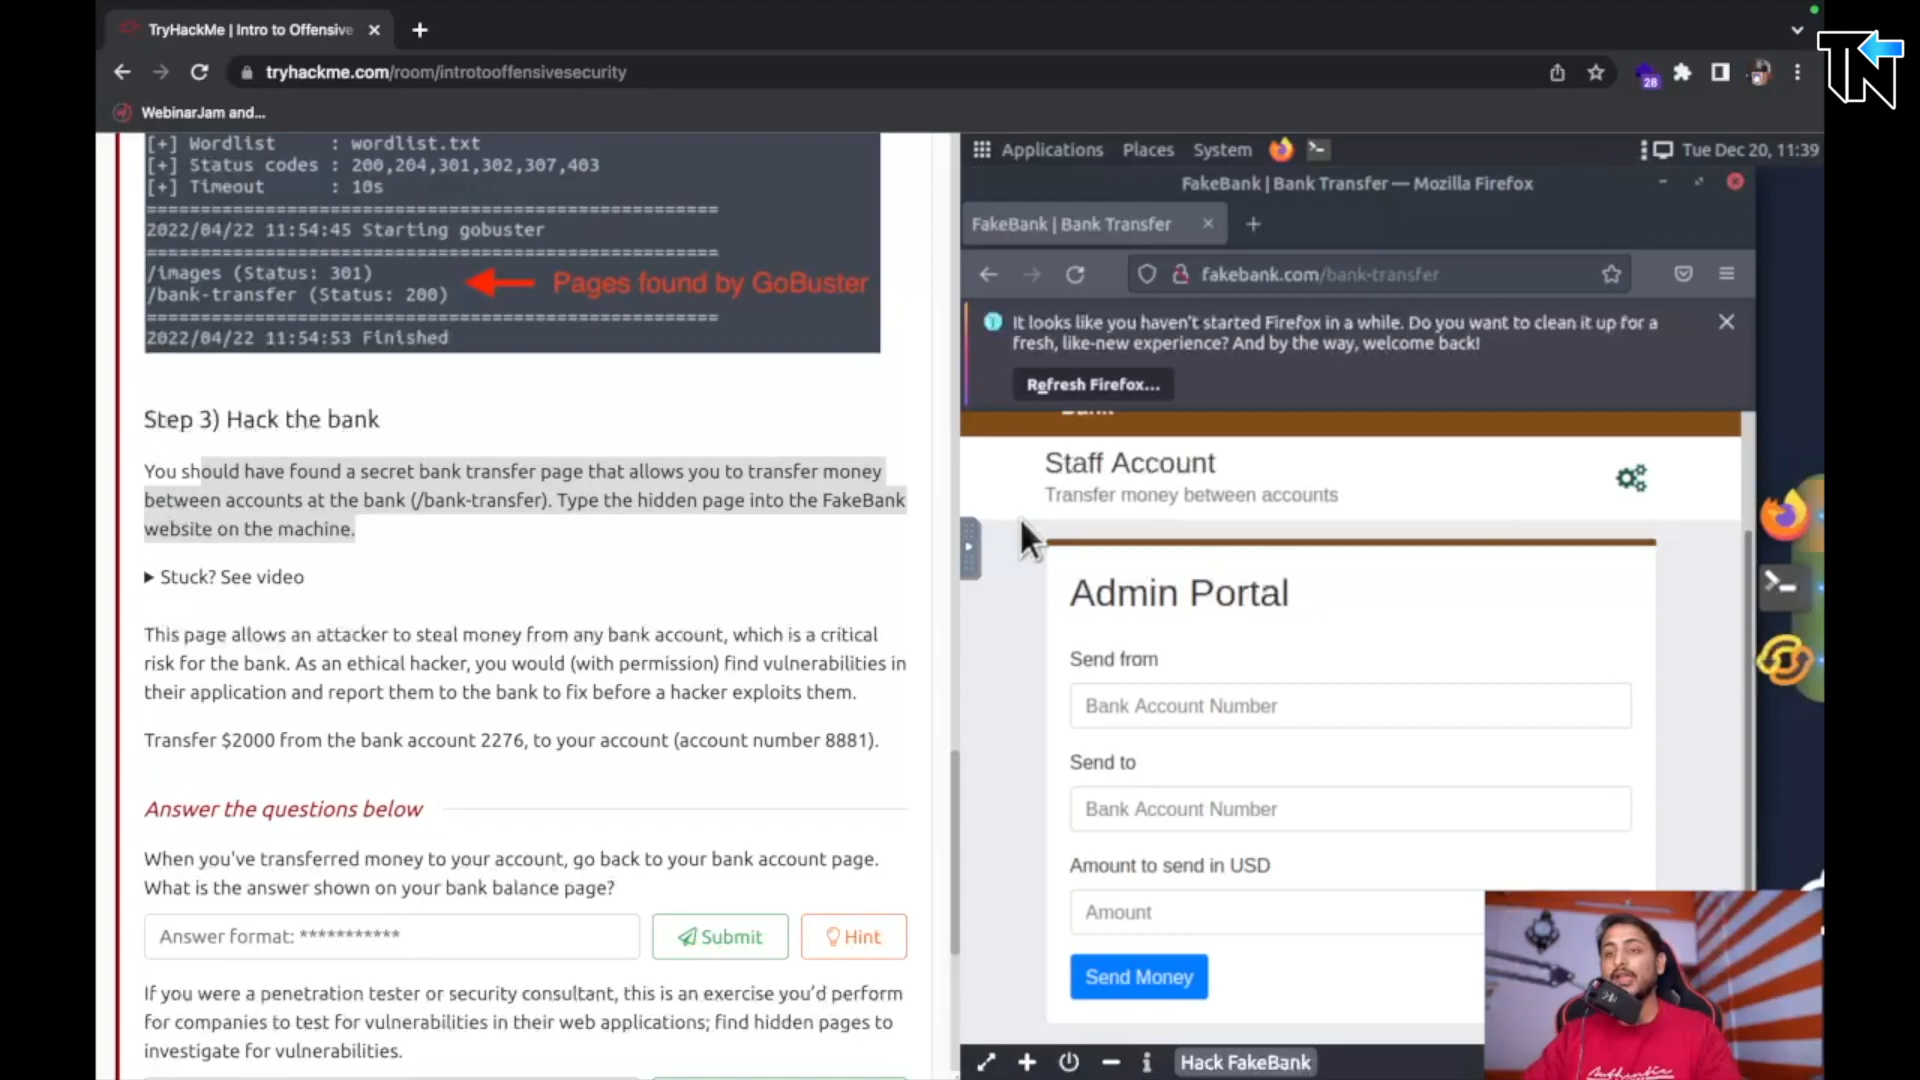 TryHackMe | Intro to Offensive
tryhackme.com/room/introtooffensivesecurity
28
TN
WebinarJam and...
[+] Wordlist : wordlist.txt
[+] Status codes : 200,204,301,302,307,403
[+] Timeout : 10s
=====================================================
2022/04/22 11:54:45 Starting gobuster
=====================================================
/images (Status: 301)
/bank-transfer (Status: 200)
Pages found by GoBuster
=====================================================
2022/04/22 11:54:53 Finished
Step 3) Hack the bank
You should have found a secret bank transfer page that allows you to transfer money
between accounts at the bank (/bank-transfer). Type the hidden page into the FakeBank
website on the machine.
Stuck? See video
This page allows an attacker to steal money from any bank account, which is a critical
risk for the bank. As an ethical hacker, you would (with permission) find vulnerabilities in
their application and report them to the bank to fix before a hacker exploits them.
Transfer $2000 from the bank account 2276, to your account (account number 8881).
Answer the questions below
When you've transferred money to your account, go back to your bank account page.
What is the answer shown on your bank balance page?
Answer format: ***********
Submit
Hint
If you were a penetration tester or security consultant, this is an exercise you'd perform
for companies to test for vulnerabilities in their web applications; find hidden pages to
investigate for vulnerabilities.
Applications Places System
Tue Dec 20, 11:39
FakeBank | Bank Transfer — Mozilla Firefox
FakeBank | Bank Transfer
fakebank.com/bank-transfer
It looks like you haven't started Firefox in a while. Do you want to clean it up for a
fresh, like-new experience? And by the way, welcome back!
Refresh Firefox...
Bank
Staff Account
Transfer money between accounts
Admin Portal
Send from
Bank Account Number
Send to
Bank Account Number
Amount to send in USD
Amount
Send Money
Hack FakeBank
Authentic